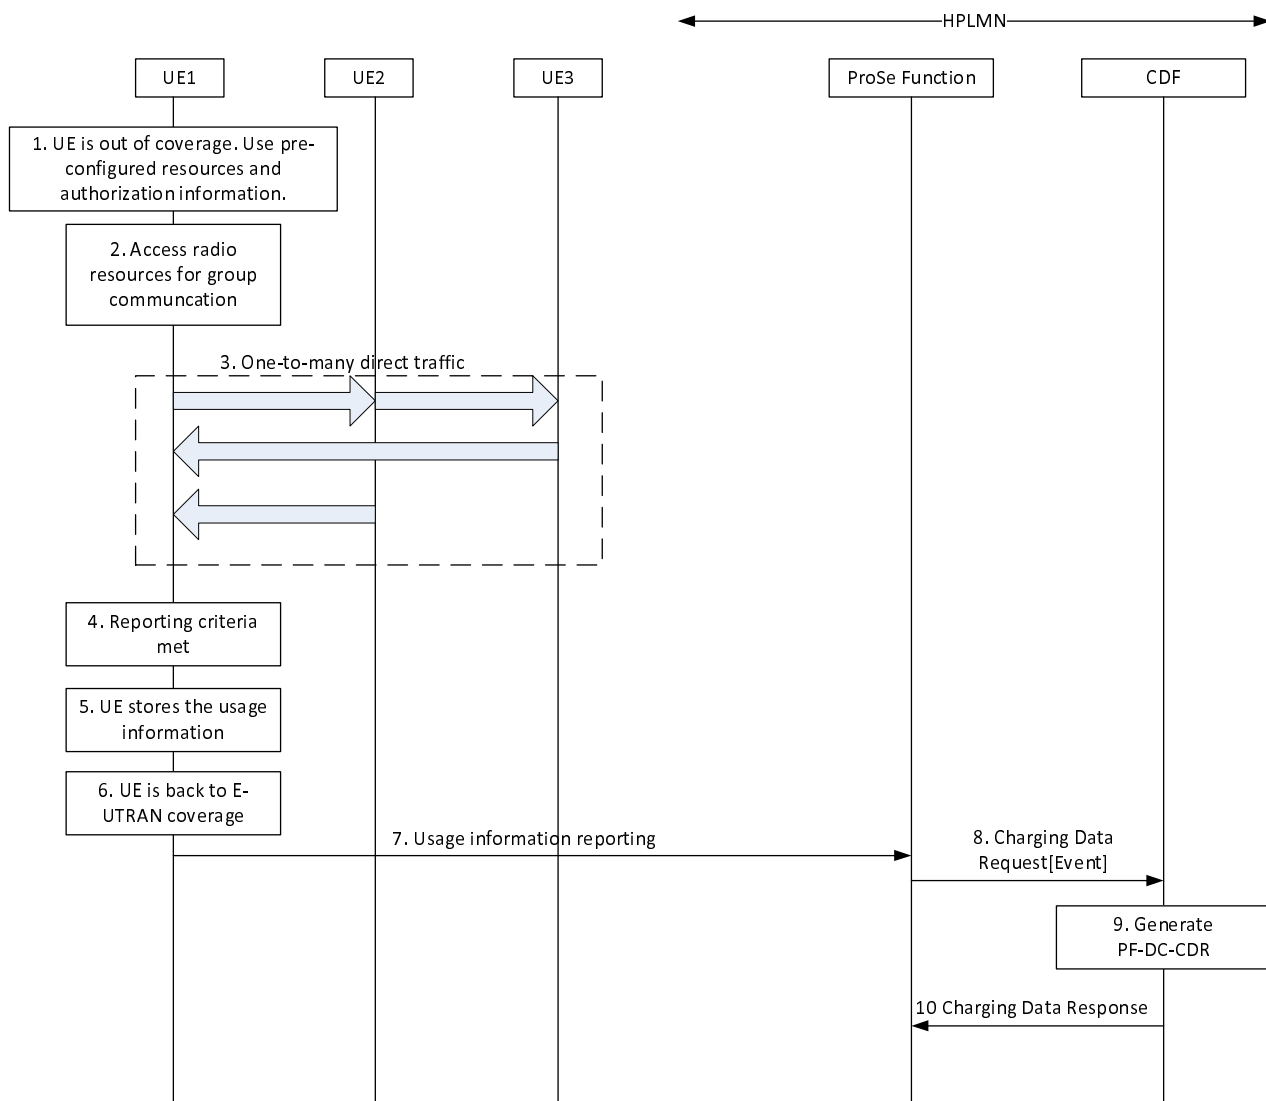 HPLMN
UE1
UE2
UE3
ProSe Function
CDF
1. UE is out of coverage. Use pre-
configured resources and
authorization information.
2. Access radio
resources for group
communcation
3. One-to-many direct traffic
4. Reporting criteria
met
5. UE stores the usage
information
6. UE is back to E-
UTRAN coverage
7. Usage information reporting
8. Charging Data
Request[Event]
9. Generate
PF-DC-CDR
10 Charging Data Response